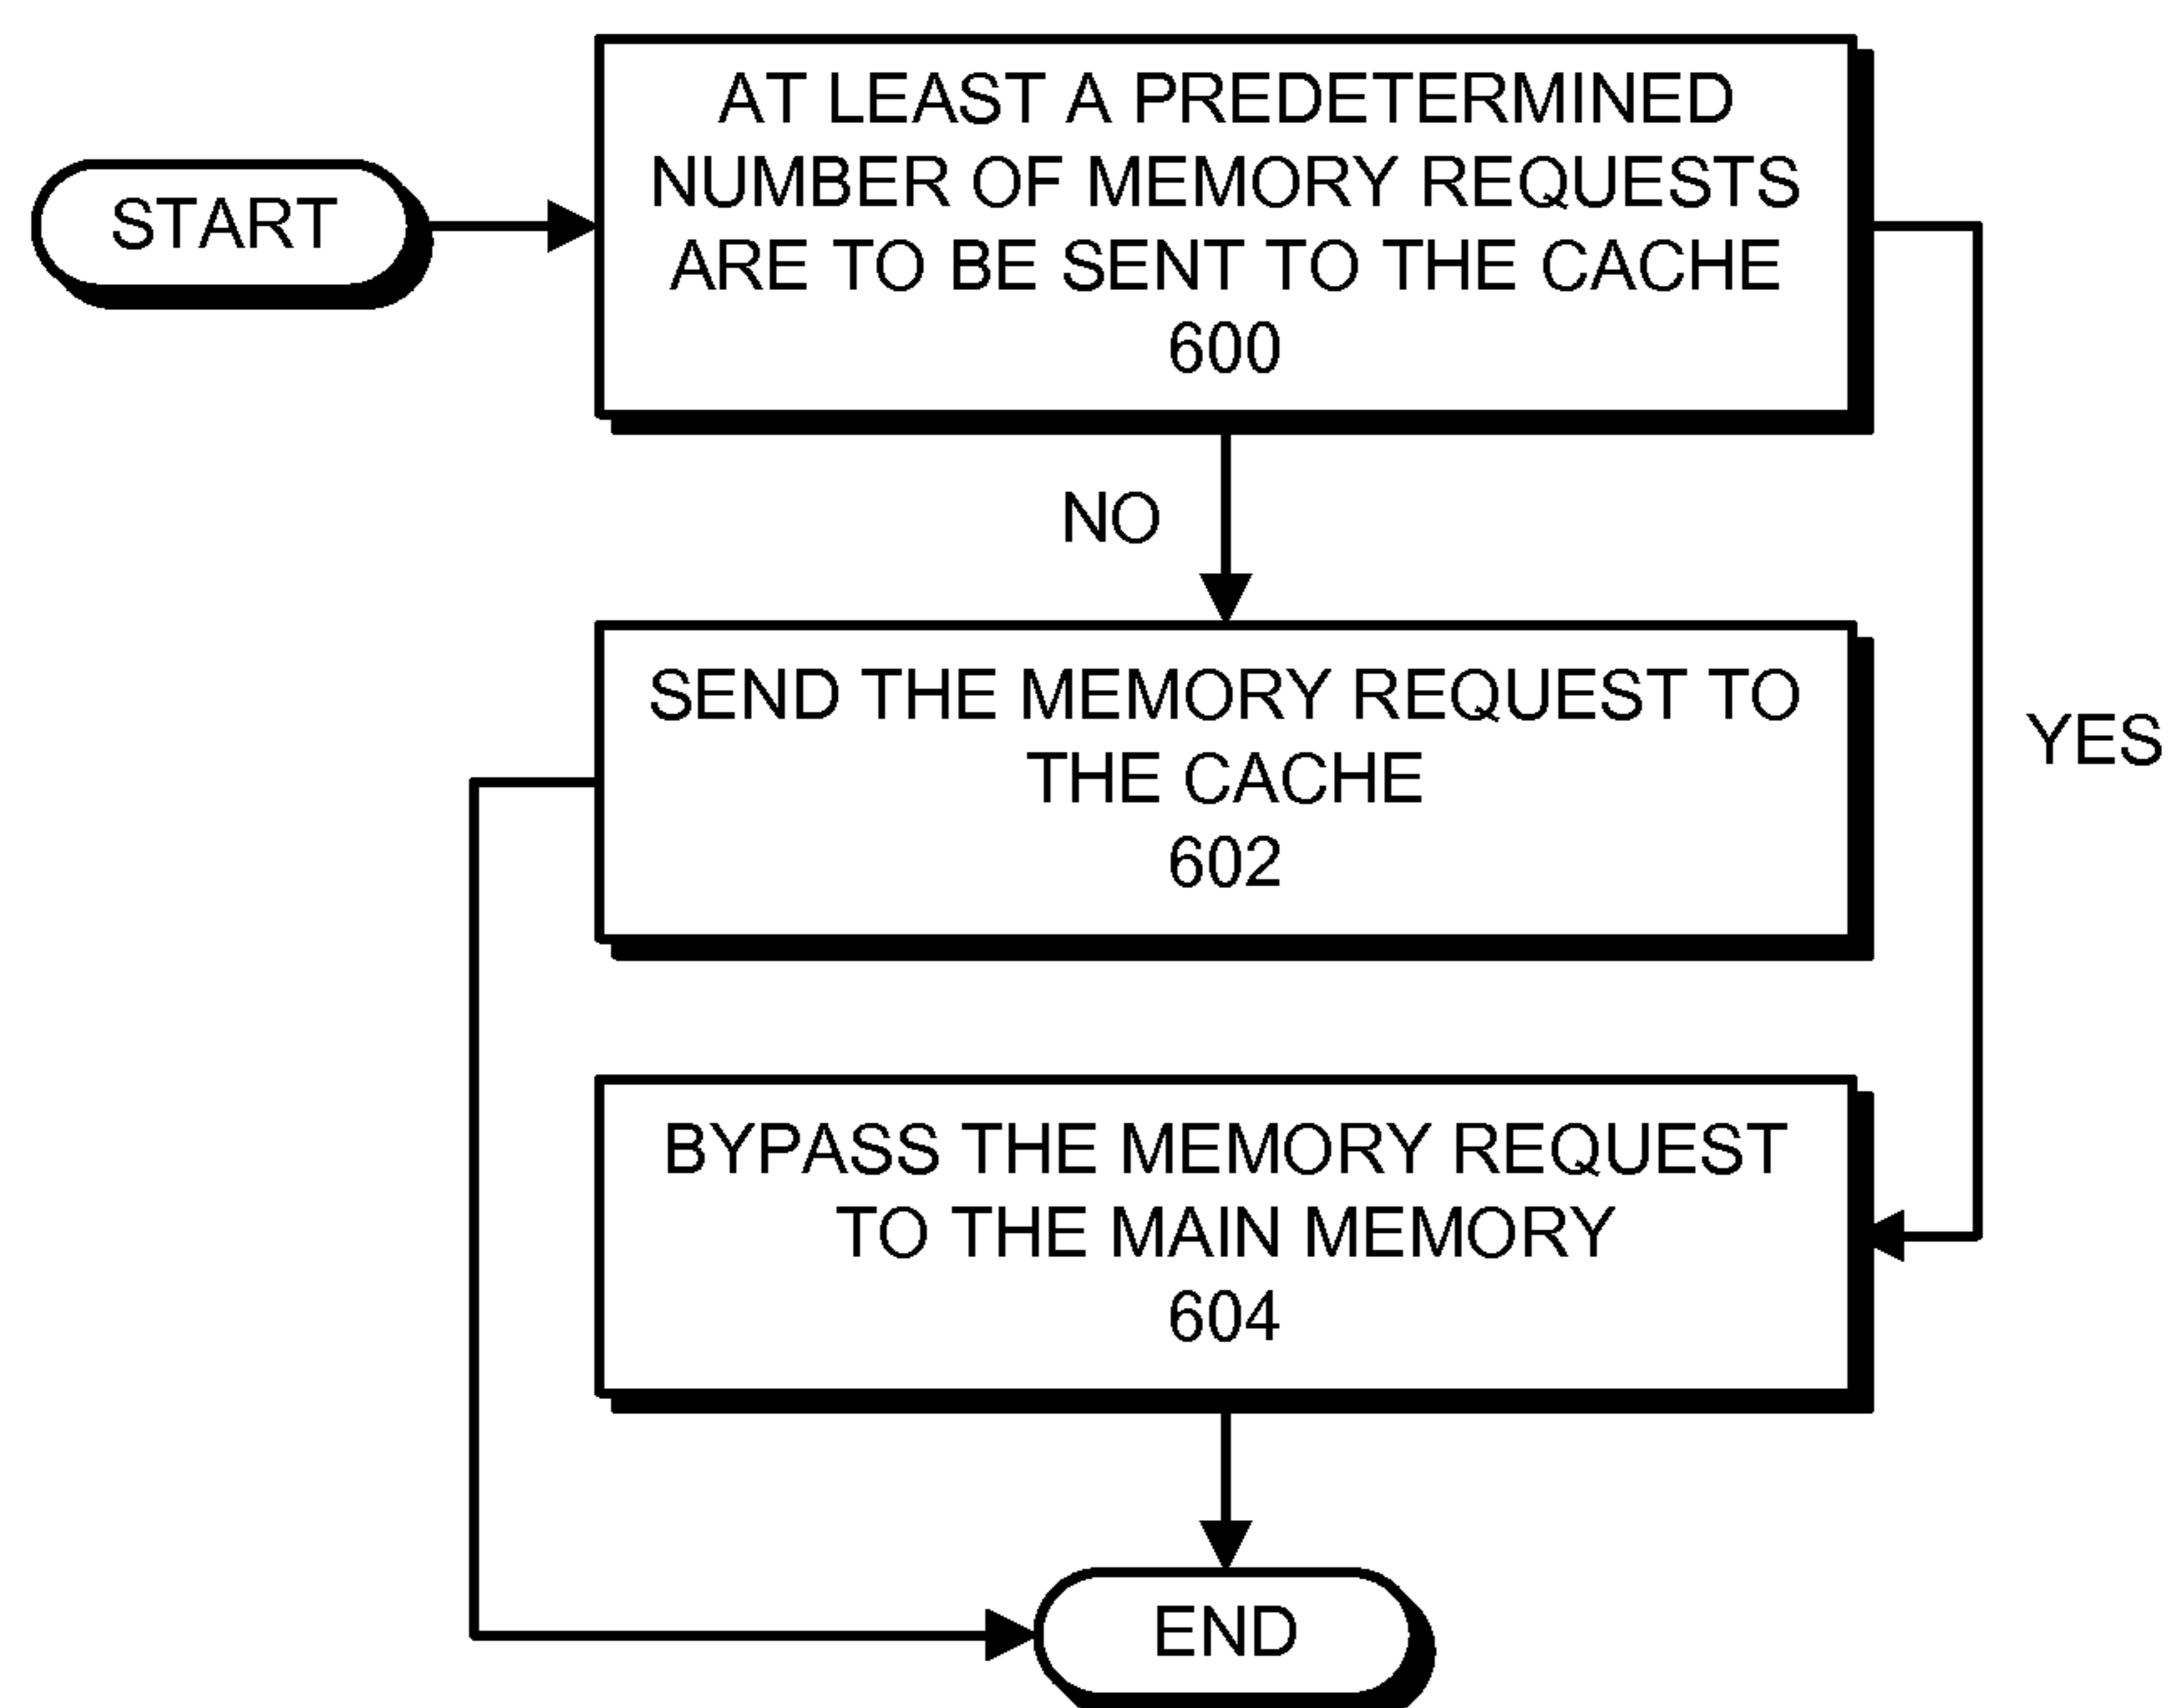 START
AT LEAST A PREDETERMINED
NUMBER OF MEMORY REQUESTS
ARE TO BE SENT TO THE CACHE
600
NO
SEND THE MEMORY REQUEST TO
THE CACHE
602
YES
BYPASS THE MEMORY REQUEST
TO THE MAIN MEMORY
604
END